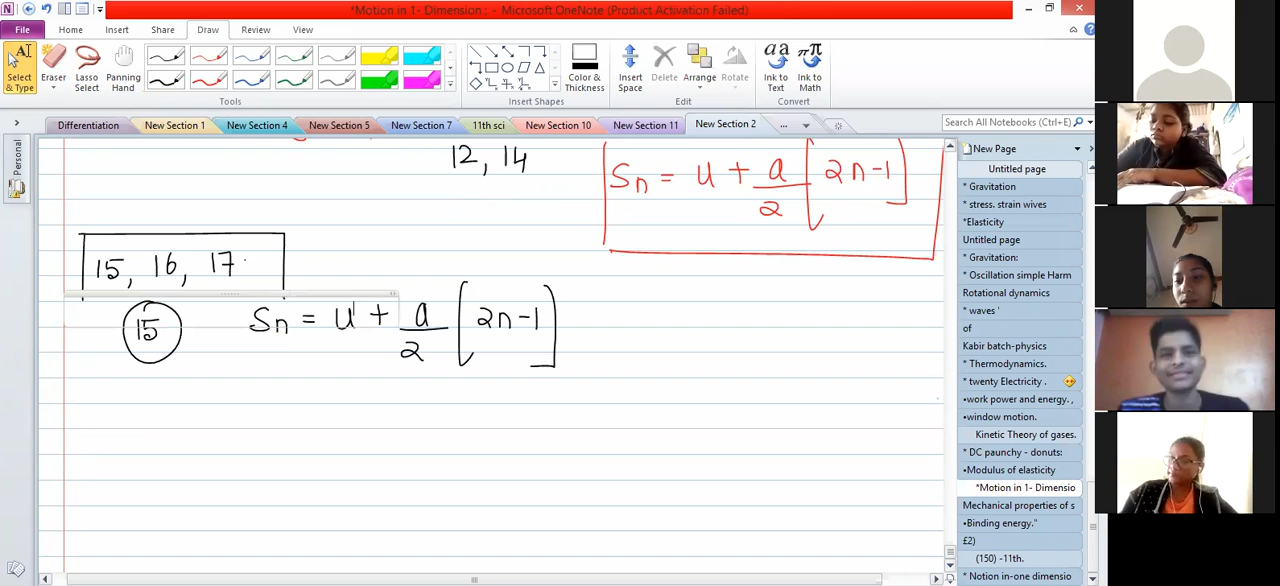 *Motion in 1- Dimension : - Microsoft OneNote (Product Activation Failed)
File Home Insert Share Draw Review View
Select & Type
Eraser
Lasso Select
Panning Hand
Color & Thickness
Insert Space
Delete
Arrange
Rotate
Ink to Text
Ink to Math
Tools
Insert Shapes
Edit
Convert
Differentiation New Section 1 New Section 4 New Section 5 New Section 7 11th sci New Section 10 New Section 11 New Section 2 ...
Search All Notebooks (Ctrl+E)
Personal
12, 14
Sn = u + a/2 [2n-1]
15, 16, 17
15 Sn = u + a/2 [2n-1]
New Page
Untitled page
* Gravitation
* stress. strain wives
*Elasticity
Untitled page
* Gravitation:
* Oscillation simple Harm
Rotational dynamics
* waves '
of
Kabir batch-physics
* Thermodynamics.
* twenty Electricity .
•work power and energy. ,
•window motion.
Kinetic Theory of gases.
* DC paunchy - donuts:
•Modulus of elasticity
*Motion in 1- Dimensio
Mechanical properties of s
•Binding energy."
£2)
(150) -11th.
* Notion in-one dimensio